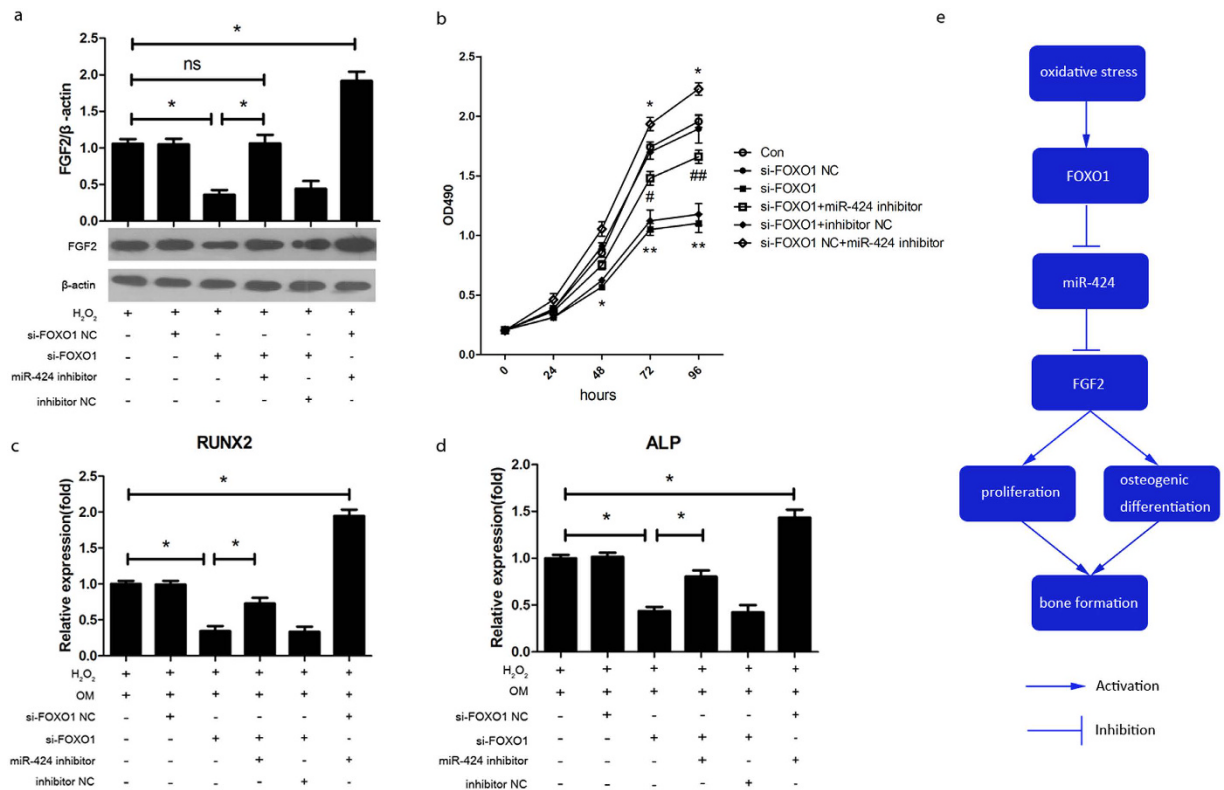 a
FGF2/β -actin
2.5
2.0
1.5
1.0
0.5
0.0
*
ns
* *
FGF2
β-actin
H₂O₂ + + + + + +
si-FOXO1 NC - + - - - +
si-FOXO1 - - + + + -
miR-424 inhibitor - - - + - +
inhibitor NC - - - - + -
b
OD490
2.5
2.0
1.5
1.0
0.5
0.0
*
*
#
##
**
**
*
0 24 48 72 96
hours
Con
si-FOXO1 NC
si-FOXO1
si-FOXO1+miR-424 inhibitor
si-FOXO1+inhibitor NC
si-FOXO1 NC+miR-424 inhibitor
c
RUNX2
Relative expression(fold)
2.5
2.0
1.5
1.0
0.5
0.0
*
* *
H₂O₂ + + + + + +
OM + + + + + +
si-FOXO1 NC - + - - - +
si-FOXO1 - - + + + -
miR-424 inhibitor - - - + - +
inhibitor NC - - - - + -
d
ALP
Relative expression(fold)
2.0
1.5
1.0
0.5
0.0
*
* *
H₂O₂ + + + + + +
OM + + + + + +
si-FOXO1 NC - + - - - +
si-FOXO1 - - + + + -
miR-424 inhibitor - - - + - +
inhibitor NC - - - - + -
e
oxidative stress
FOXO1
miR-424
FGF2
proliferation
osteogenic
differentiation
bone formation
Activation
Inhibition